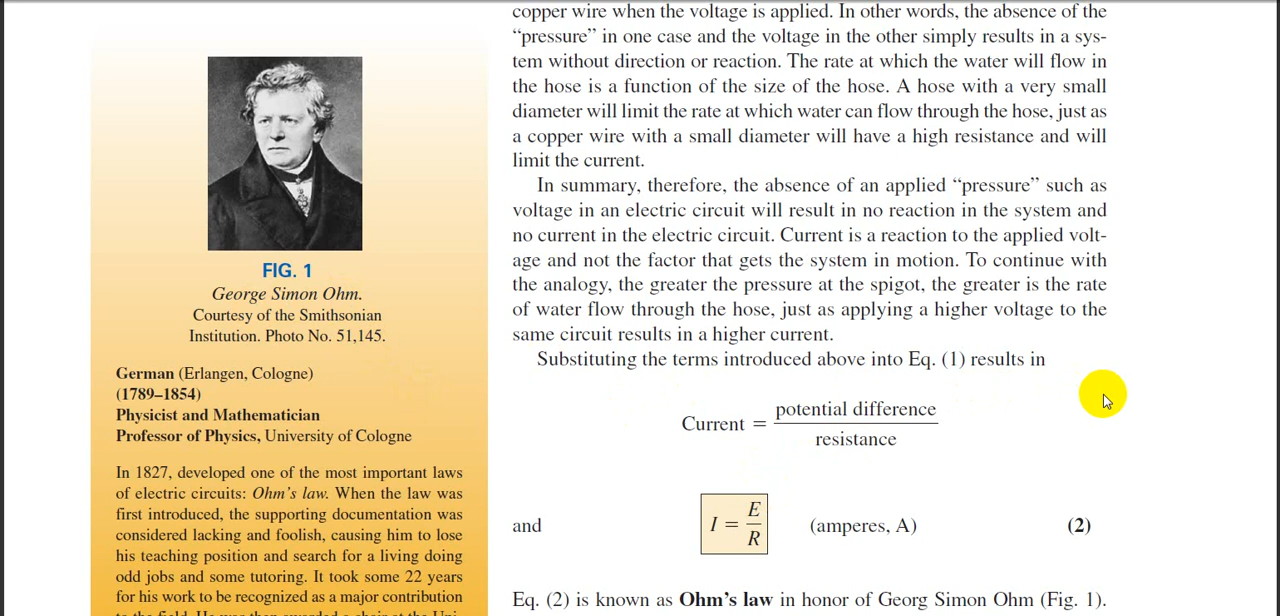 FIG. 1
George Simon Ohm.
Courtesy of the Smithsonian
Institution. Photo No. 51,145.
German (Erlangen, Cologne)
(1789–1854)
Physicist and Mathematician
Professor of Physics, University of Cologne
In 1827, developed one of the most important laws
of electric circuits: Ohm's law. When the law was
first introduced, the supporting documentation was
considered lacking and foolish, causing him to lose
his teaching position and search for a living doing
odd jobs and some tutoring. It took some 22 years
for his work to be recognized as a major contribution
copper wire when the voltage is applied. In other words, the absence of the
“pressure” in one case and the voltage in the other simply results in a sys-
tem without direction or reaction. The rate at which the water will flow in
the hose is a function of the size of the hose. A hose with a very small
diameter will limit the rate at which water can flow through the hose, just as
a copper wire with a small diameter will have a high resistance and will
limit the current.
In summary, therefore, the absence of an applied “pressure” such as
voltage in an electric circuit will result in no reaction in the system and
no current in the electric circuit. Current is a reaction to the applied volt-
age and not the factor that gets the system in motion. To continue with
the analogy, the greater the pressure at the spigot, the greater is the rate
of water flow through the hose, just as applying a higher voltage to the
same circuit results in a higher current.
Substituting the terms introduced above into Eq. (1) results in
Current = potential difference
resistance
and I = E (amperes, A) (2)
R
Eq. (2) is known as Ohm's law in honor of Georg Simon Ohm (Fig. 1).